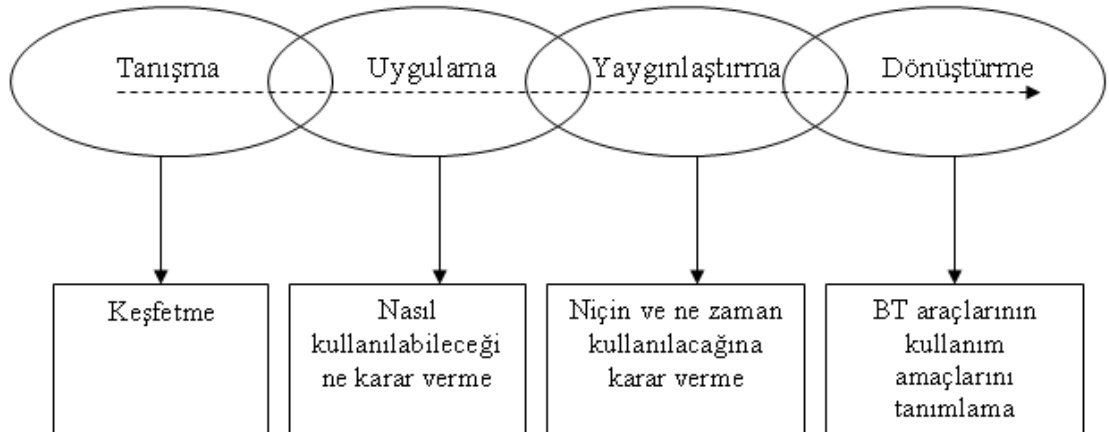 Tanışma
Uygulama
Yaygınlaştırma
Dönüştürme
Keşfetme
Nasıl
kullanılabileceği
ne karar verme
Niçin ve ne zaman
kullanılacağına
karar verme
BT araçlarının
kullanım
amaçlarını
tanımlama